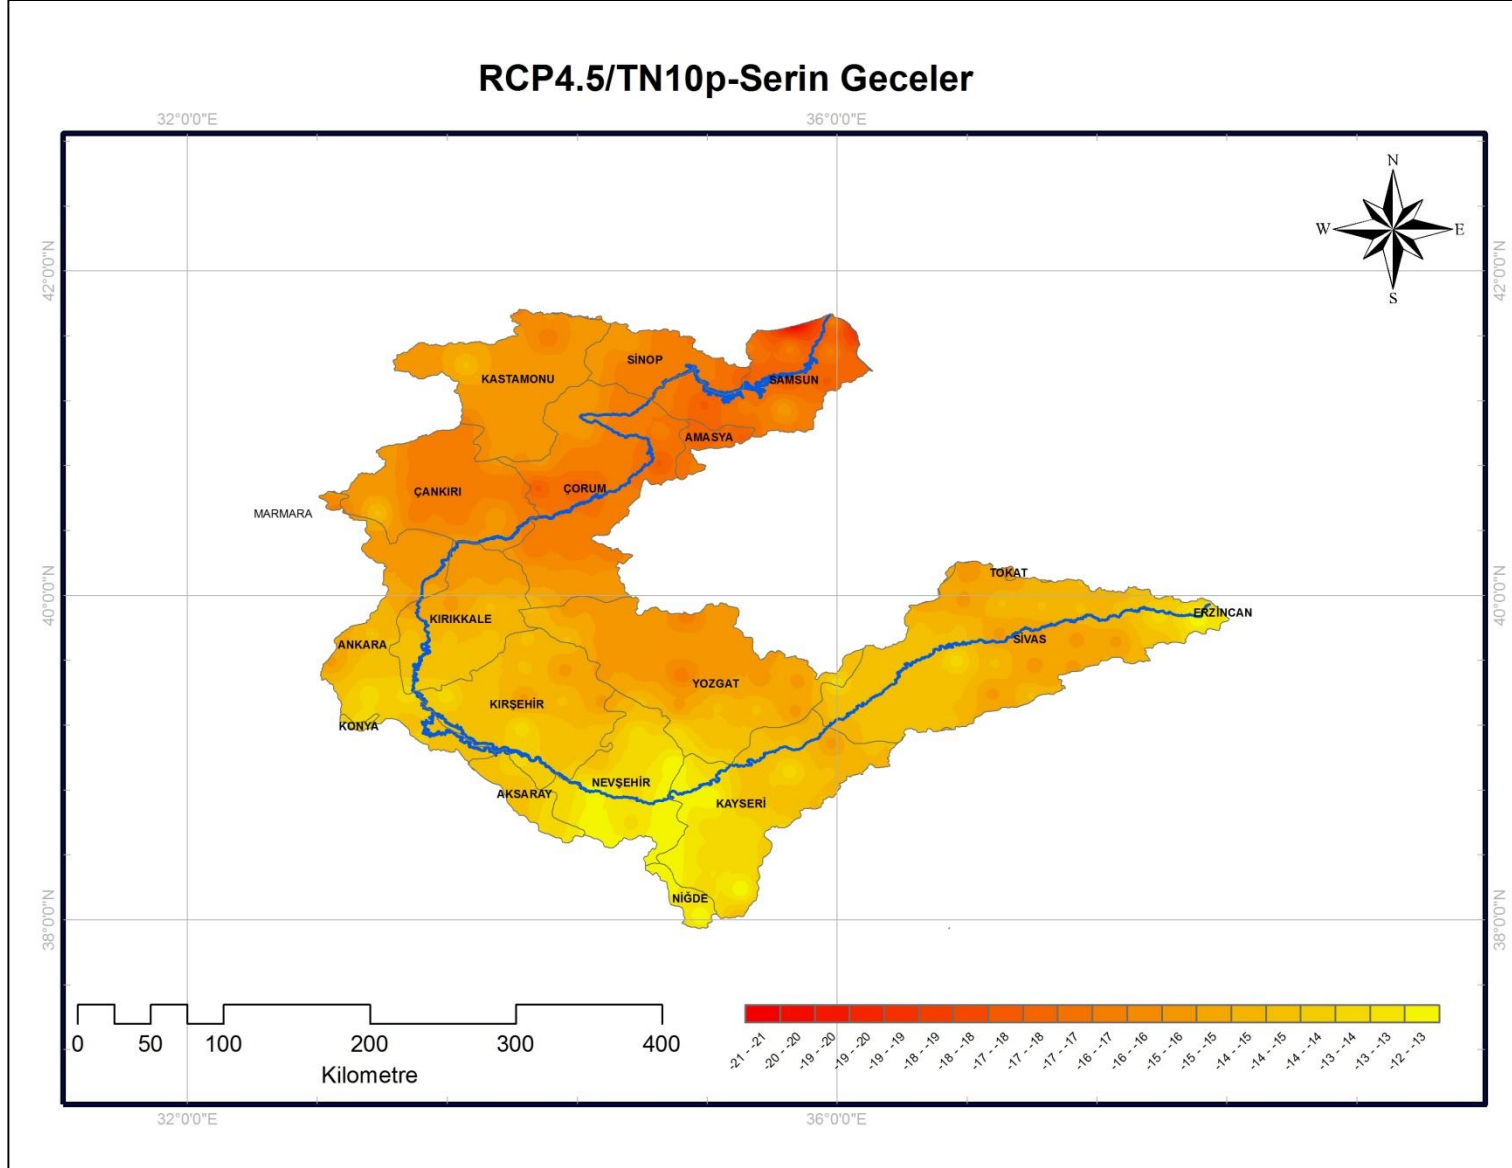 RCP4.5/TN10p-Serin Geceler
32°0'0"E
36°0'0"E
N
W
E
S
42°0'0"N
42°0'0"N
SİNOP
KASTAMONU
SAMSUN
AMASYA
ÇANKIRI
ÇORUM
MARMARA
TOKAT
40°0'0"N
40°0'0"N
ERZİNCAN
KIRIKKALE
SİVAS
ANKARA
YOZGAT
KIRŞEHİR
KONYA
NEVŞEHİR
AKSARAY
KAYSERİ
NİĞDE
38°0'0"N
38°0'0"N
0 50 100 200 300 400
Kilometre
-21 - -21
-20 - -20
-19 - -20
-19 - -20
-19 - -19
-18 - -19
-18 - -18
-17 - -18
-17 - -18
-17 - -17
-16 - -17
-16 - -16
-15 - -16
-15 - -15
-14 - -15
-14 - -14
-13 - -14
-13 - -13
-12 - -13
32°0'0"E
36°0'0"E